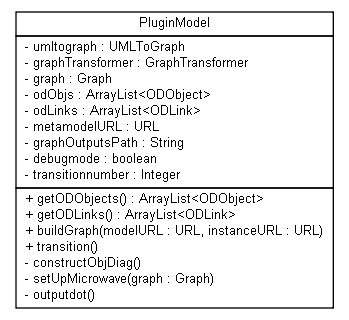 PluginModel
- umltograph : UMLToGraph
- graphTransformer : GraphTransformer
- graph : Graph
- odObjs : ArrayList<ODObject>
- odLinks : ArrayList<ODLink>
- metamodelURL : URL
- graphOutputsPath : String
- debugmode : boolean
- transitionnumber : Integer
+ getODObjects() : ArrayList<ODObject>
+ getODLinks() : ArrayList<ODLink>
+ buildGraph(modelURL : URL, instanceURL : URL)
+ transition()
- constructObjDiag()
- setUpMicrowave(graph : Graph)
- outputdot()